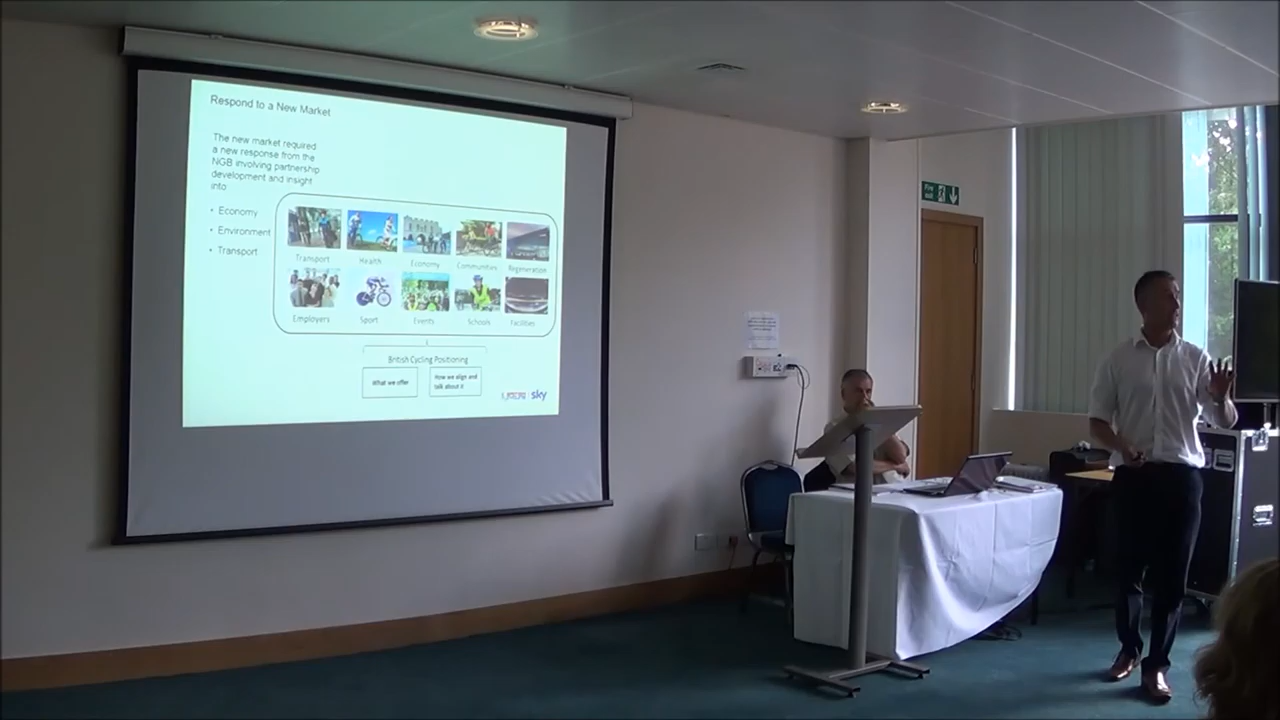 Respond to a New Market
The new market required
a new response from the
NGB involving partnership
development and insight
into
• Economy
• Environment
• Transport
Transport Health Economy Communities Regeneration
Employers Sport Events Schools Facilities
British Cycling Positioning
What we offer
How we align and
talk about it
sky
Fire
exit